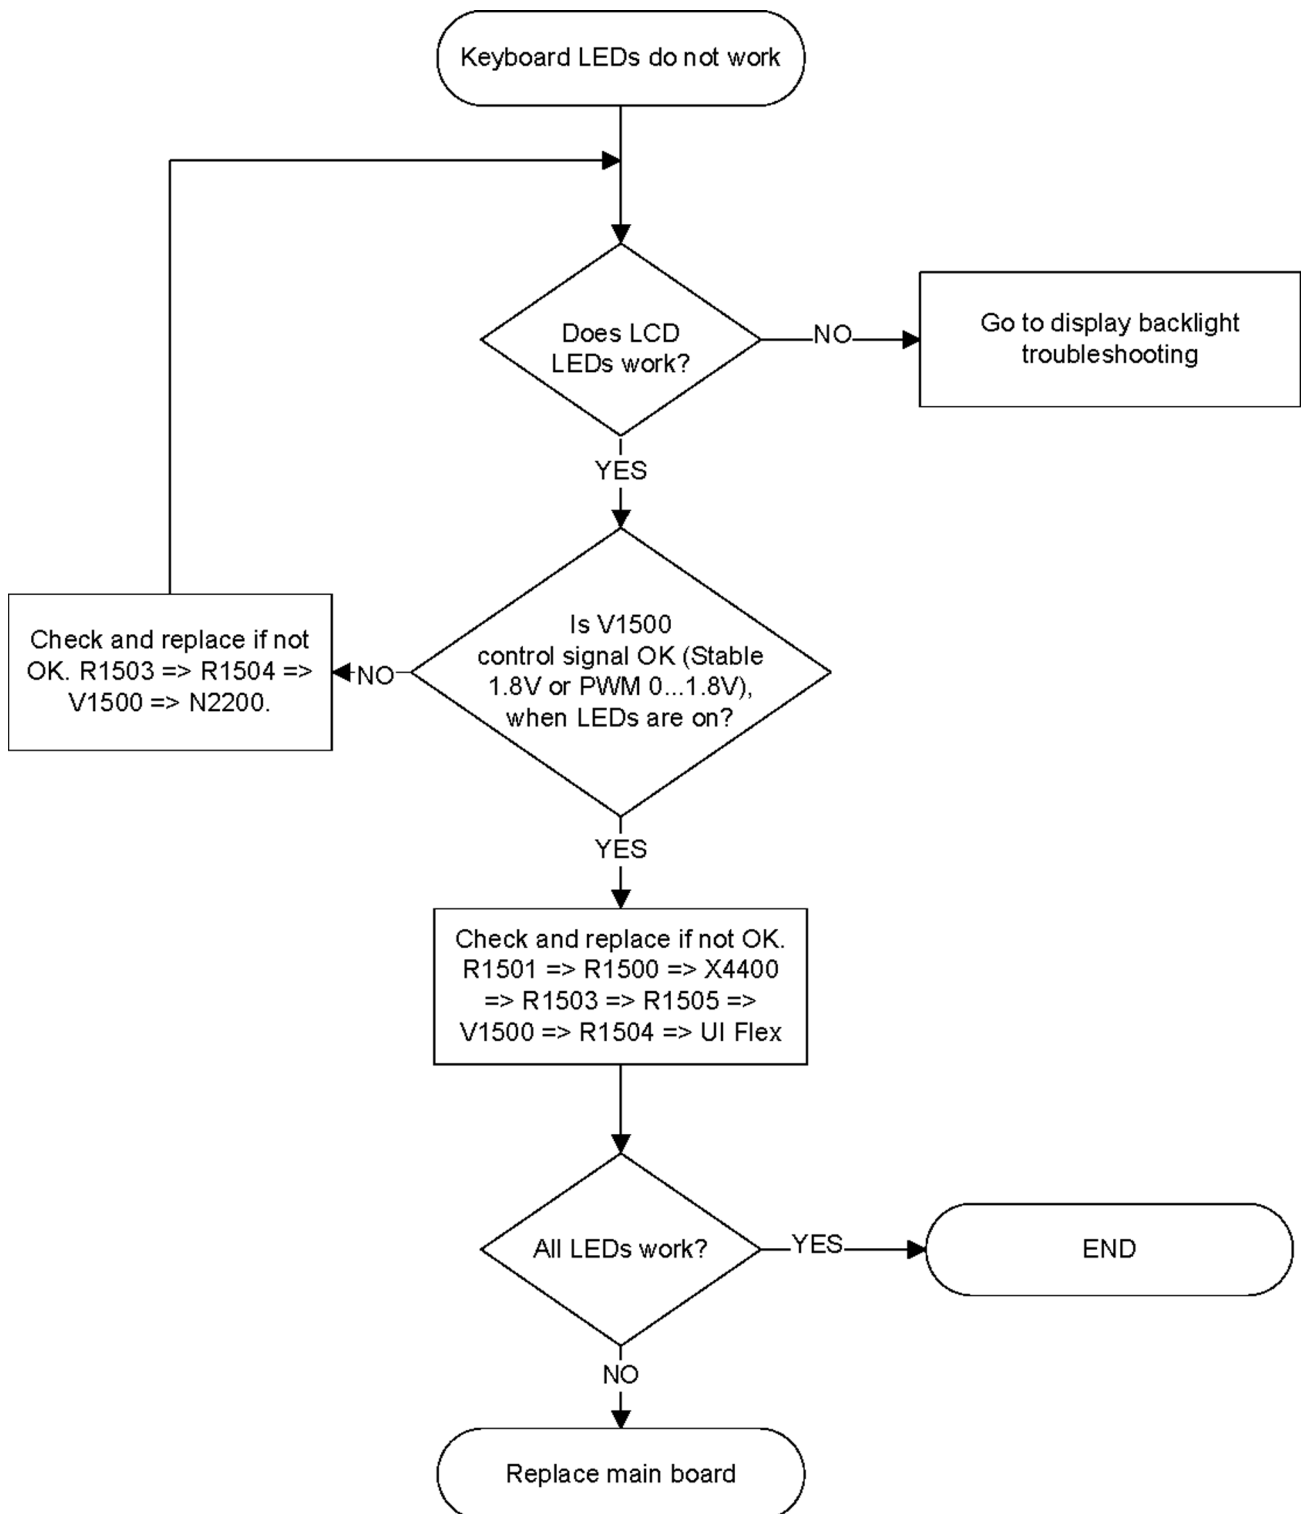 Keyboard LEDs do not work
Does LCD
LEDs work?
NO
Go to display backlight
troubleshooting
YES
Is V1500
control signal OK (Stable
1.8V or PWM 0...1.8V),
when LEDs are on?
NO
Check and replace if not
OK. R1503 => R1504 =>
V1500 => N2200.
YES
Check and replace if not OK.
R1501 => R1500 => X4400
=> R1503 => R1505 =>
V1500 => R1504 => UI Flex
All LEDs work?
YES
END
NO
Replace main board